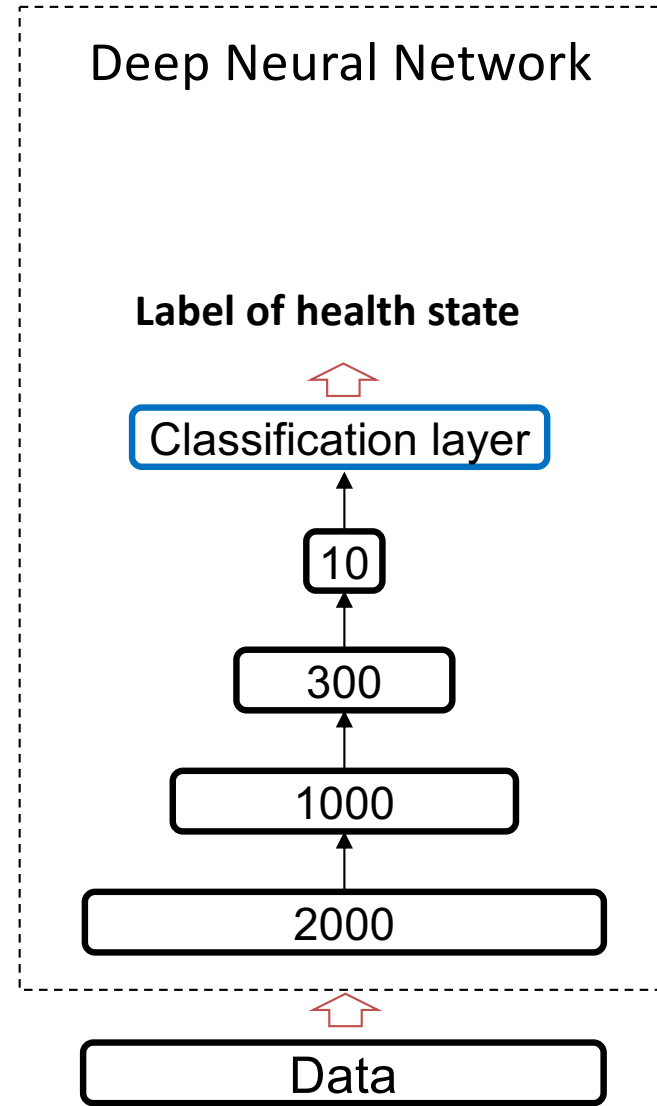 Deep Neural Network
Label of health state
Classification layer
10
300
1000
2000
Data